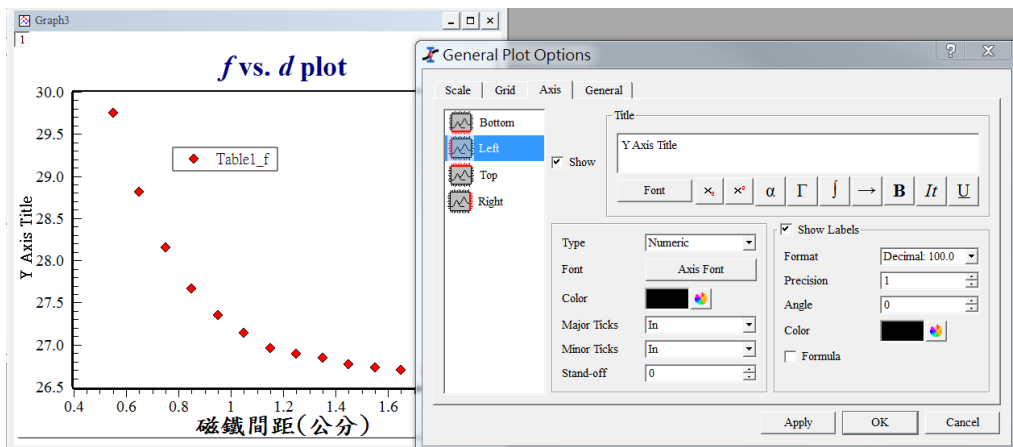 Graph3
1
f vs. d plot
30.0
29.5
29.0
28.5
28.0
27.5
27.0
26.5
Y Axis Title
Table1_f
0.4 0.6 0.8 1 1.2 1.4 1.6
磁鐵間距(公分)
General Plot Options
Scale Grid Axis General
Bottom
Left
Top
Right
Show
Title
Y Axis Title
Font x₁ x² α Γ ∫ → B It U
Type Numeric
Font Axis Font
Color
Major Ticks In
Minor Ticks In
Stand-off 0
Show Labels
Format Decimal: 100.0
Precision 1
Angle 0
Color
Formula
Apply OK Cancel